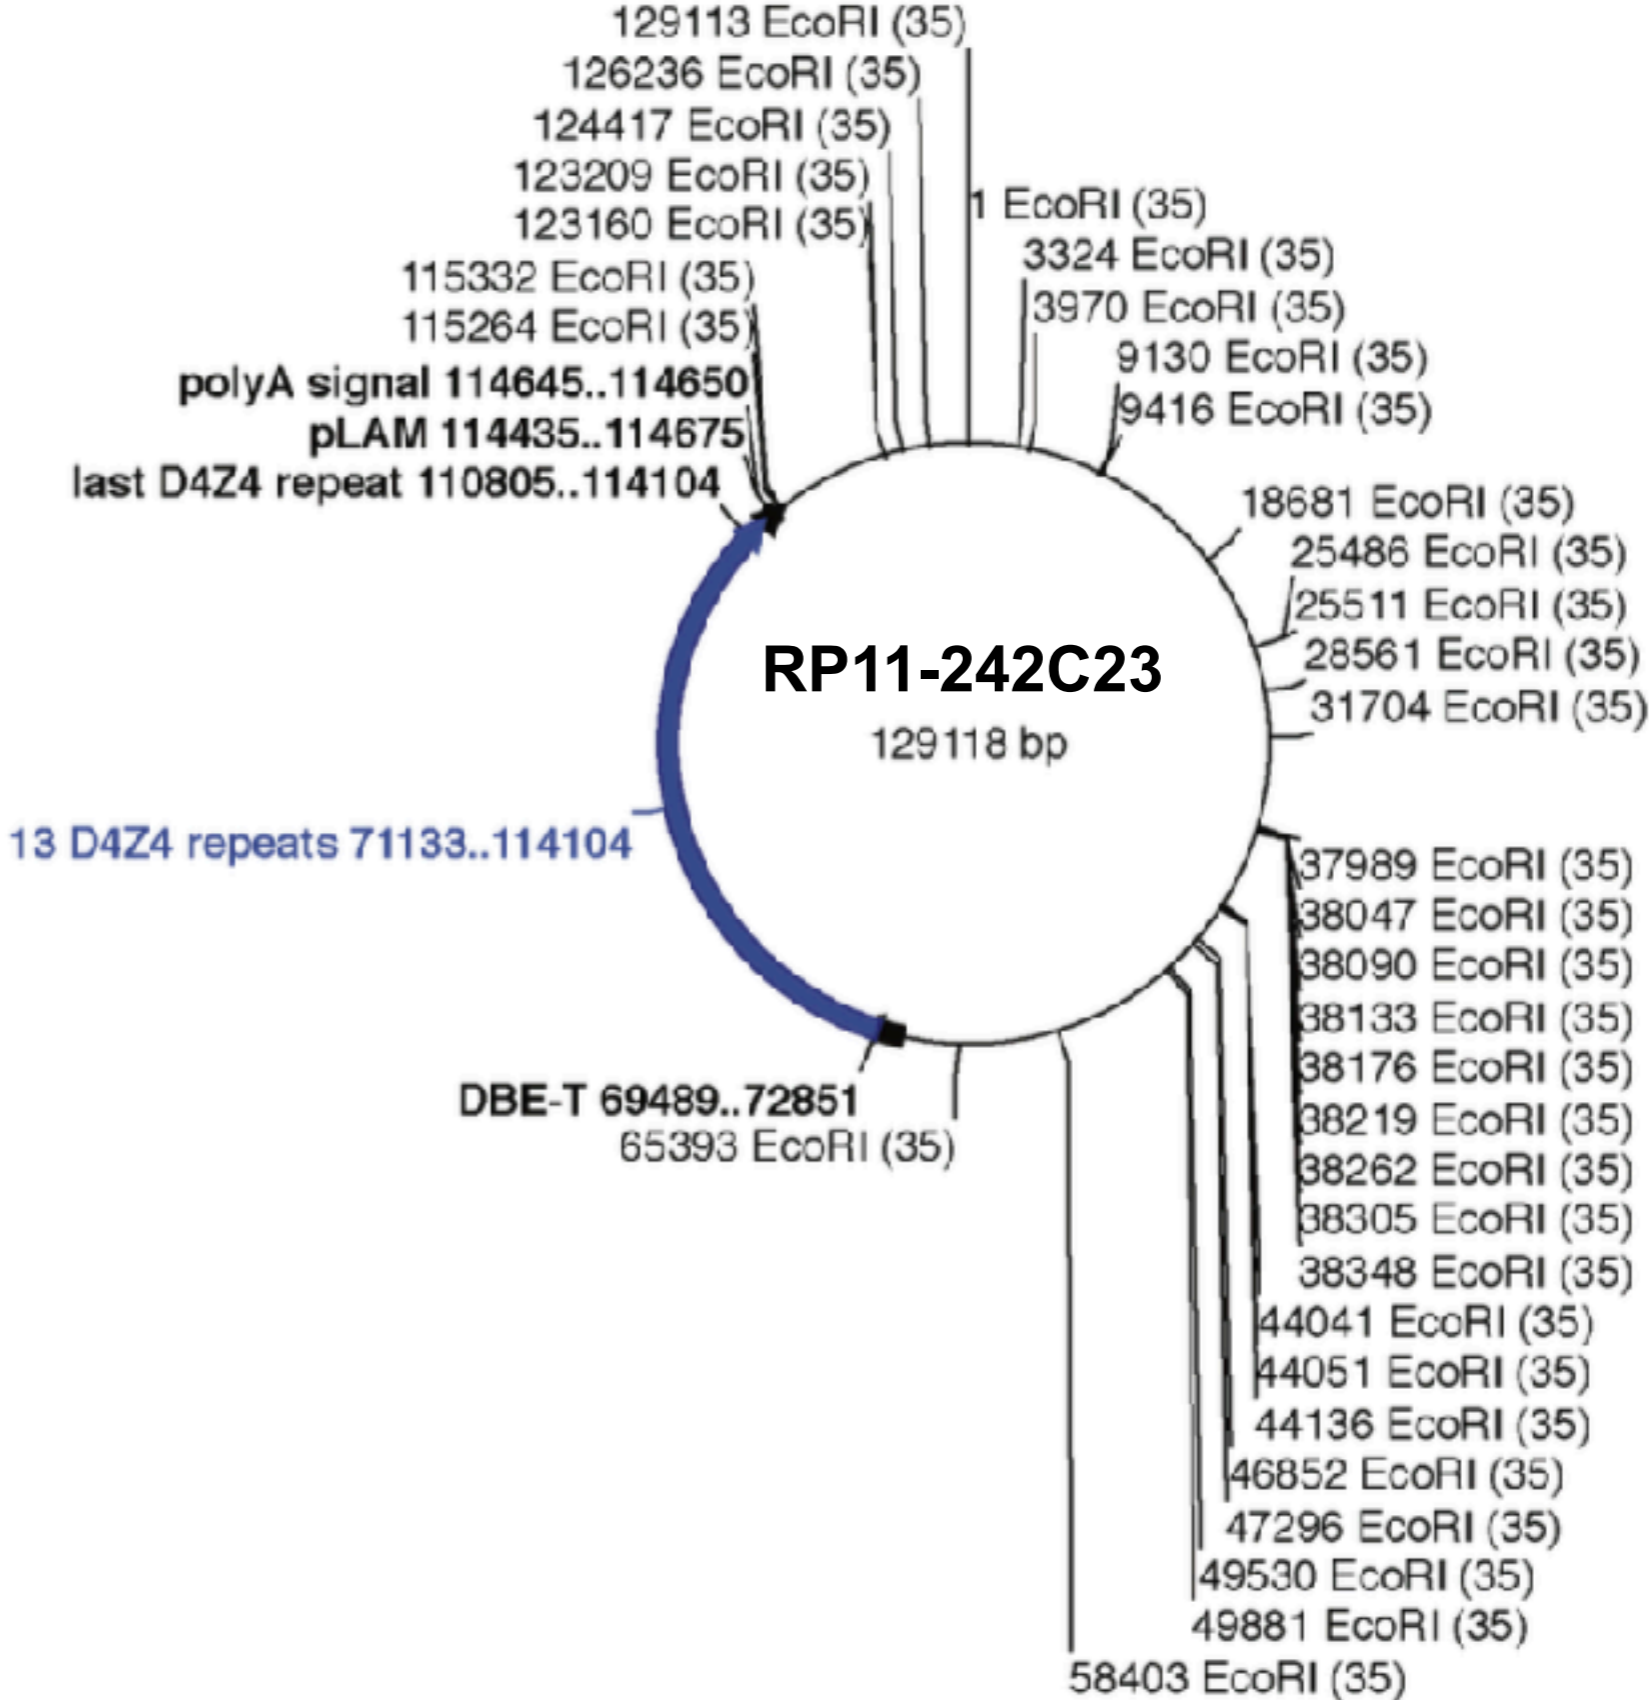 129113 EcoRI (35)
126236 EcoRI (35)
124417 EcoRI (35)
123209 EcoRI (35)
123160 EcoRI (35)
115332 EcoRI (35)
115264 EcoRI (35)
polyA signal 114645..114650
pLAM 114435..114675
last D4Z4 repeat 110805..114104
1 EcoRI (35)
3324 EcoRI (35)
3970 EcoRI (35)
9130 EcoRI (35)
9416 EcoRI (35)
18681 EcoRI (35)
25486 EcoRI (35)
25511 EcoRI (35)
28561 EcoRI (35)
31704 EcoRI (35)
RP11-242C23
129118 bp
13 D4Z4 repeats 71133..114104
37989 EcoRI (35)
38047 EcoRI (35)
38090 EcoRI (35)
38133 EcoRI (35)
38176 EcoRI (35)
38219 EcoRI (35)
38262 EcoRI (35)
38305 EcoRI (35)
38348 EcoRI (35)
44041 EcoRI (35)
44051 EcoRI (35)
44136 EcoRI (35)
46852 EcoRI (35)
47296 EcoRI (35)
49530 EcoRI (35)
49881 EcoRI (35)
58403 EcoRI (35)
DBE-T 69489..72851
65393 EcoRI (35)